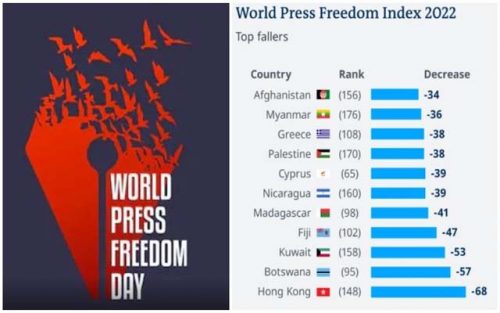 WORLD
PRESS
FREEDOM
DAY
World Press Freedom Index 2022
Top fallers
Country Rank Decrease
Afghanistan (156) -34
Myanmar (176) -36
Greece (108) -38
Palestine (170) -38
Cyprus (65) -39
Nicaragua (160) -39
Madagascar (98) -41
Fiji (102) -47
Kuwait (158) -53
Botswana (95) -57
Hong Kong (148) -68